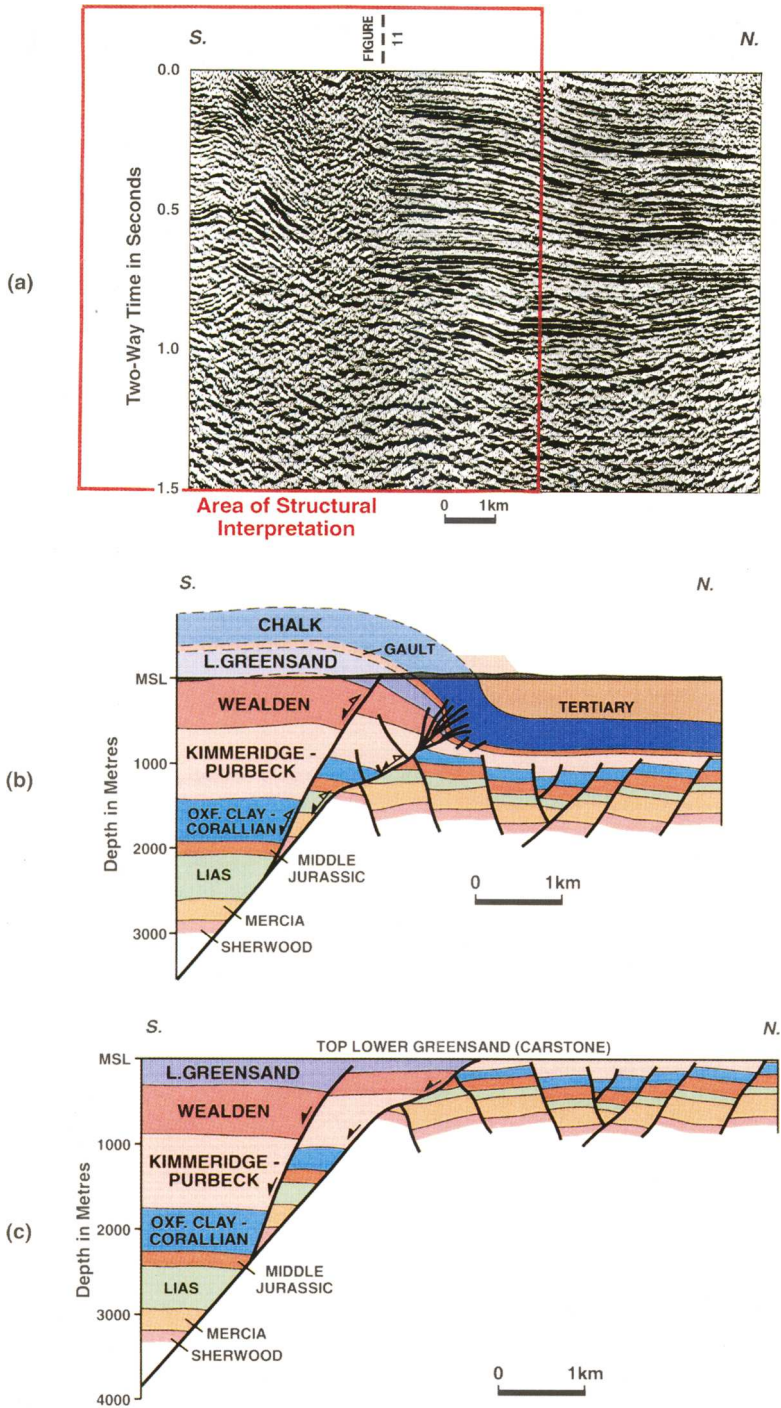 S.
FIGURE
11
N.
0.0
0.5
1.0
1.5
Two-Way Time in Seconds
(a)
Area of Structural
Interpretation
0 1km
S.
N.
CHALK
GAULT
L.GREENSAND
MSL
WEALDEN
TERTIARY
KIMMERIDGE -
PURBECK
1000
OXF. CLAY -
CORALLIAN
2000
MIDDLE
JURASSIC
LIAS
MERCIA
3000
SHERWOOD
Depth in Metres
(b)
0 1km
S.
N.
TOP LOWER GREENSAND (CARSTONE)
MSL
L.GREENSAND
WEALDEN
1000
KIMMERIDGE -
PURBECK
2000
OXF. CLAY -
CORALLIAN
MIDDLE
JURASSIC
LIAS
3000
MERCIA
SHERWOOD
4000
Depth in Metres
(c)
0 1km